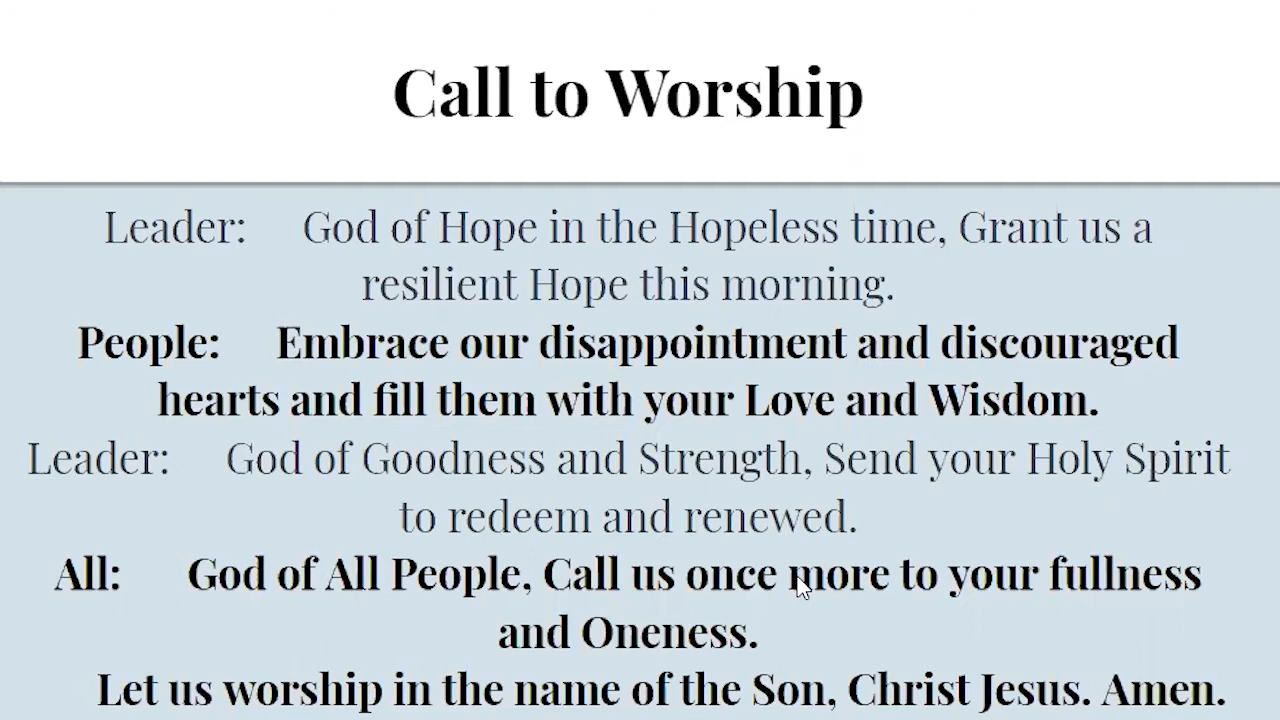 Call to Worship
Leader: God of Hope in the Hopeless time, Grant us a
resilient Hope this morning.
People: Embrace our disappointment and discouraged
hearts and fill them with your Love and Wisdom.
Leader: God of Goodness and Strength, Send your Holy Spirit
to redeem and renewed.
All: God of All People, Call us once more to your fullness
and Oneness.
Let us worship in the name of the Son, Christ Jesus. Amen.